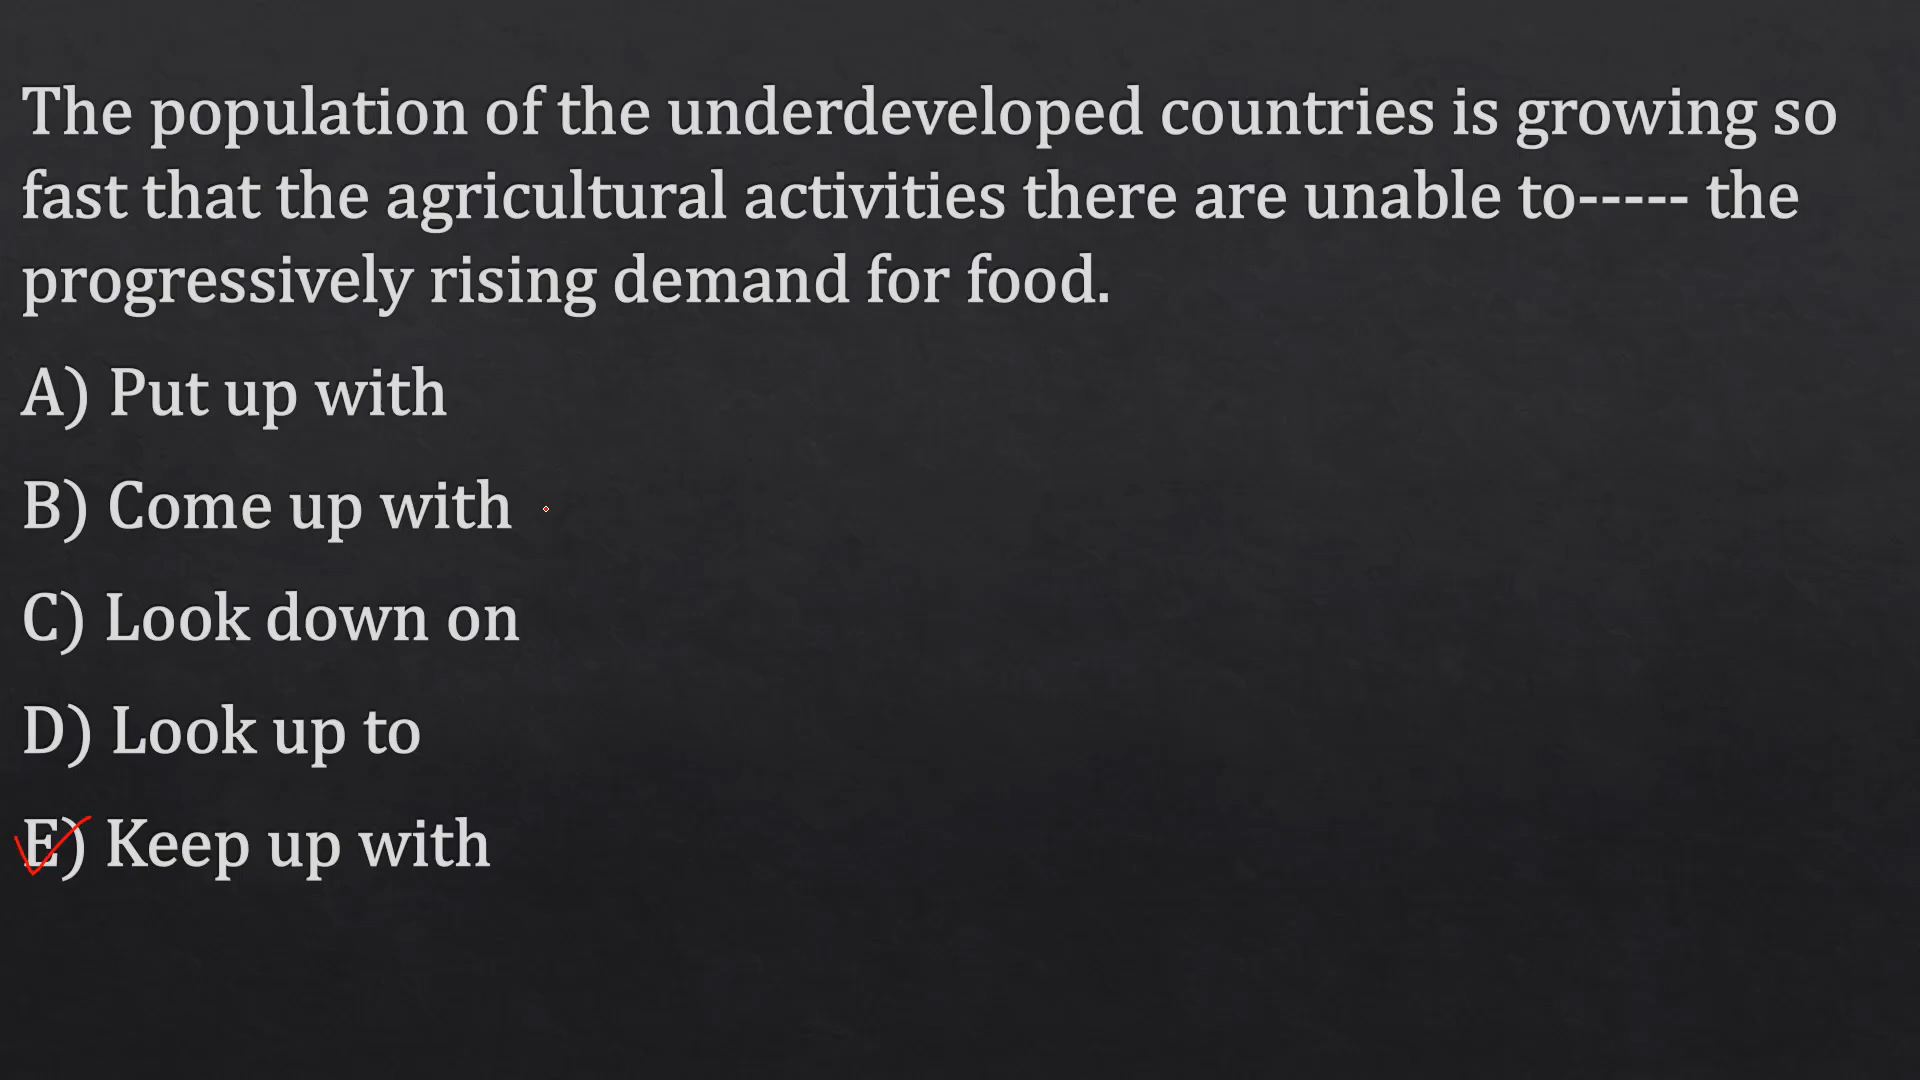 The population of the underdeveloped countries is growing so
fast that the agricultural activities there are unable to----- the
progressively rising demand for food.
A) Put up with
B) Come up with
C) Look down on
D) Look up to
E) Keep up with